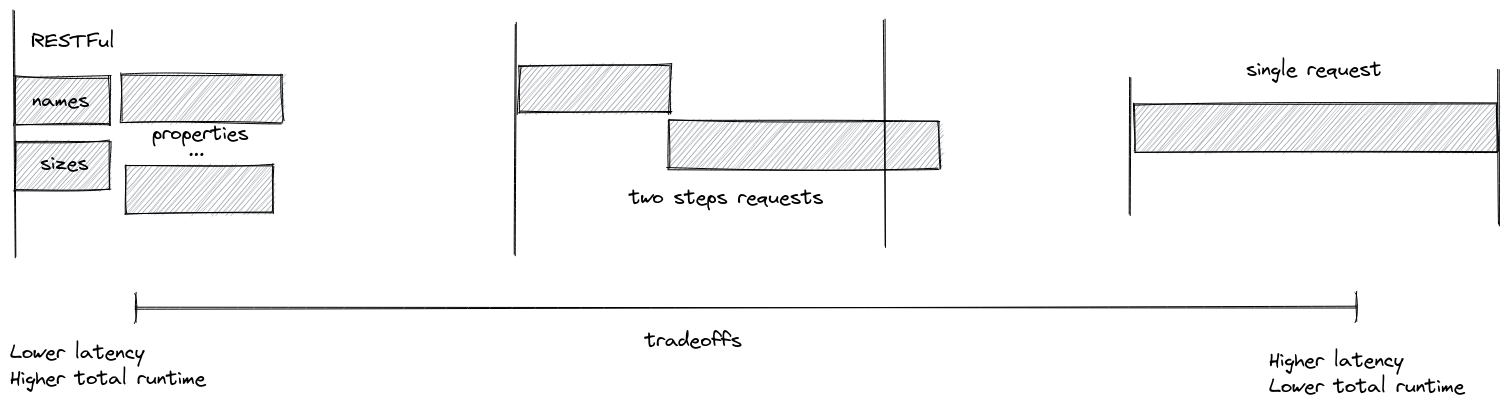 RESTFul
names
properties
...
sizes
two steps requests
single request
tradeoffs
Lower latency
Higher total runtime
Higher latency
Lower total runtime